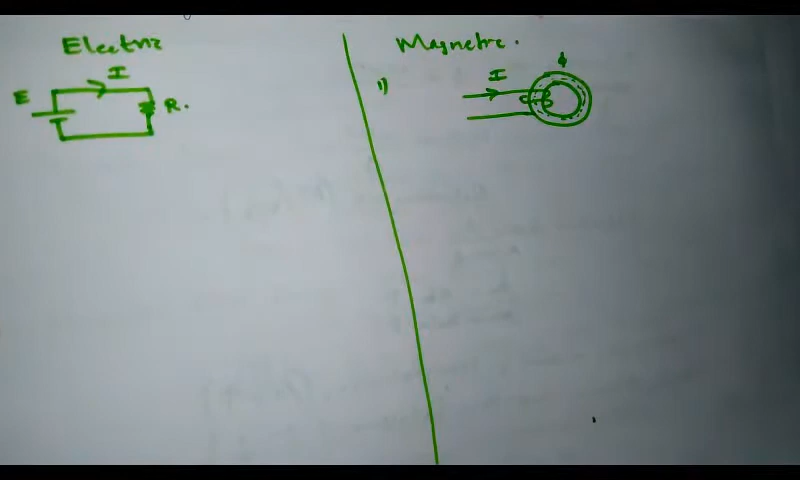 Electric
I
E
R.
Magnetic.
1)
I
ϕ